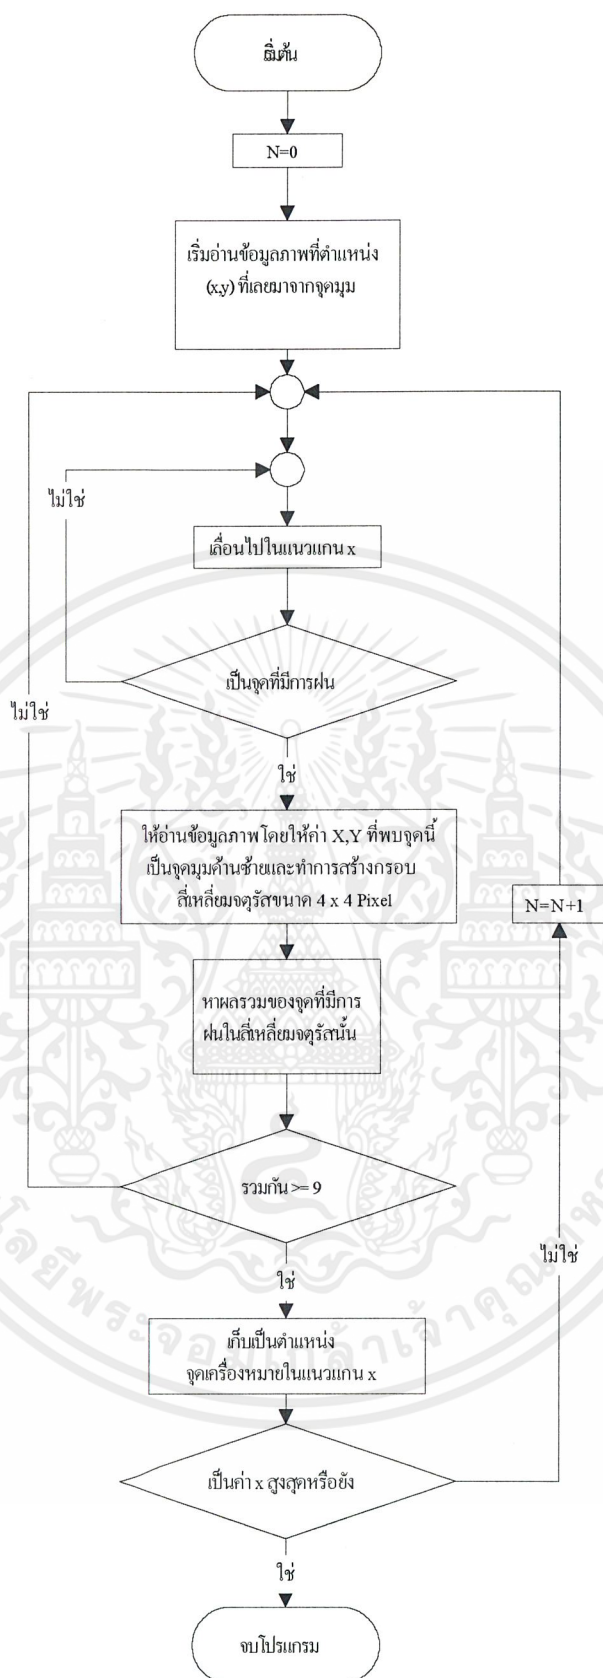 เริ่มต้น
N=0
เริ่มอ่านข้อมูลภาพที่ตำแหน่ง
(x,y) ที่เลยมาจากจุดมุม
ไม่ใช่
เลื่อนไปในแนวแกน x
เป็นจุดที่มีการฝน
ไม่ใช่
ใช่
ให้อ่านข้อมูลภาพ โดยให้ค่า X,Y ที่พบจุดนี้
เป็นจุดมุมด้านซ้ายและทำการสร้างกรอบ
สี่เหลี่ยมจตุรัสขนาด 4 x 4 Pixel
N=N+1
หาผลรวมของจุดที่มีการ
ฝนในสี่เหลี่ยมจตุรัสนั้น
รวมกัน >= 9
ไม่ใช่
ใช่
เก็บเป็นตำแหน่ง
จุดเครื่องหมายในแนวแกน x
เป็นค่า x สูงสุดหรือยัง
ใช่
จบโปรแกรม